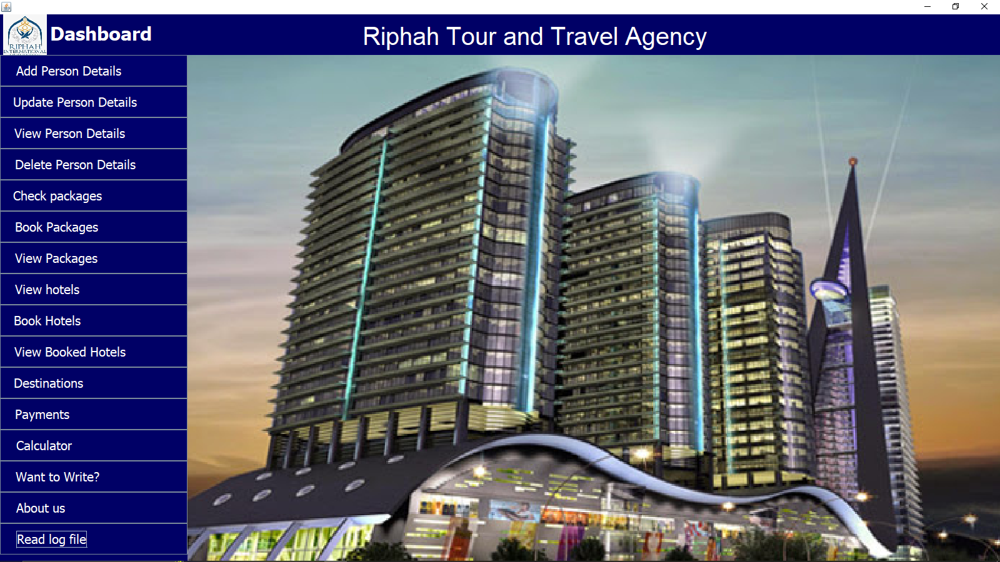 RIPHAH
INTERNATIONAL
Dashboard
Riphah Tour and Travel Agency
Add Person Details
Update Person Details
View Person Details
Delete Person Details
Check packages
Book Packages
View Packages
View hotels
Book Hotels
View Booked Hotels
Destinations
Payments
Calculator
Want to Write?
About us
Read log file